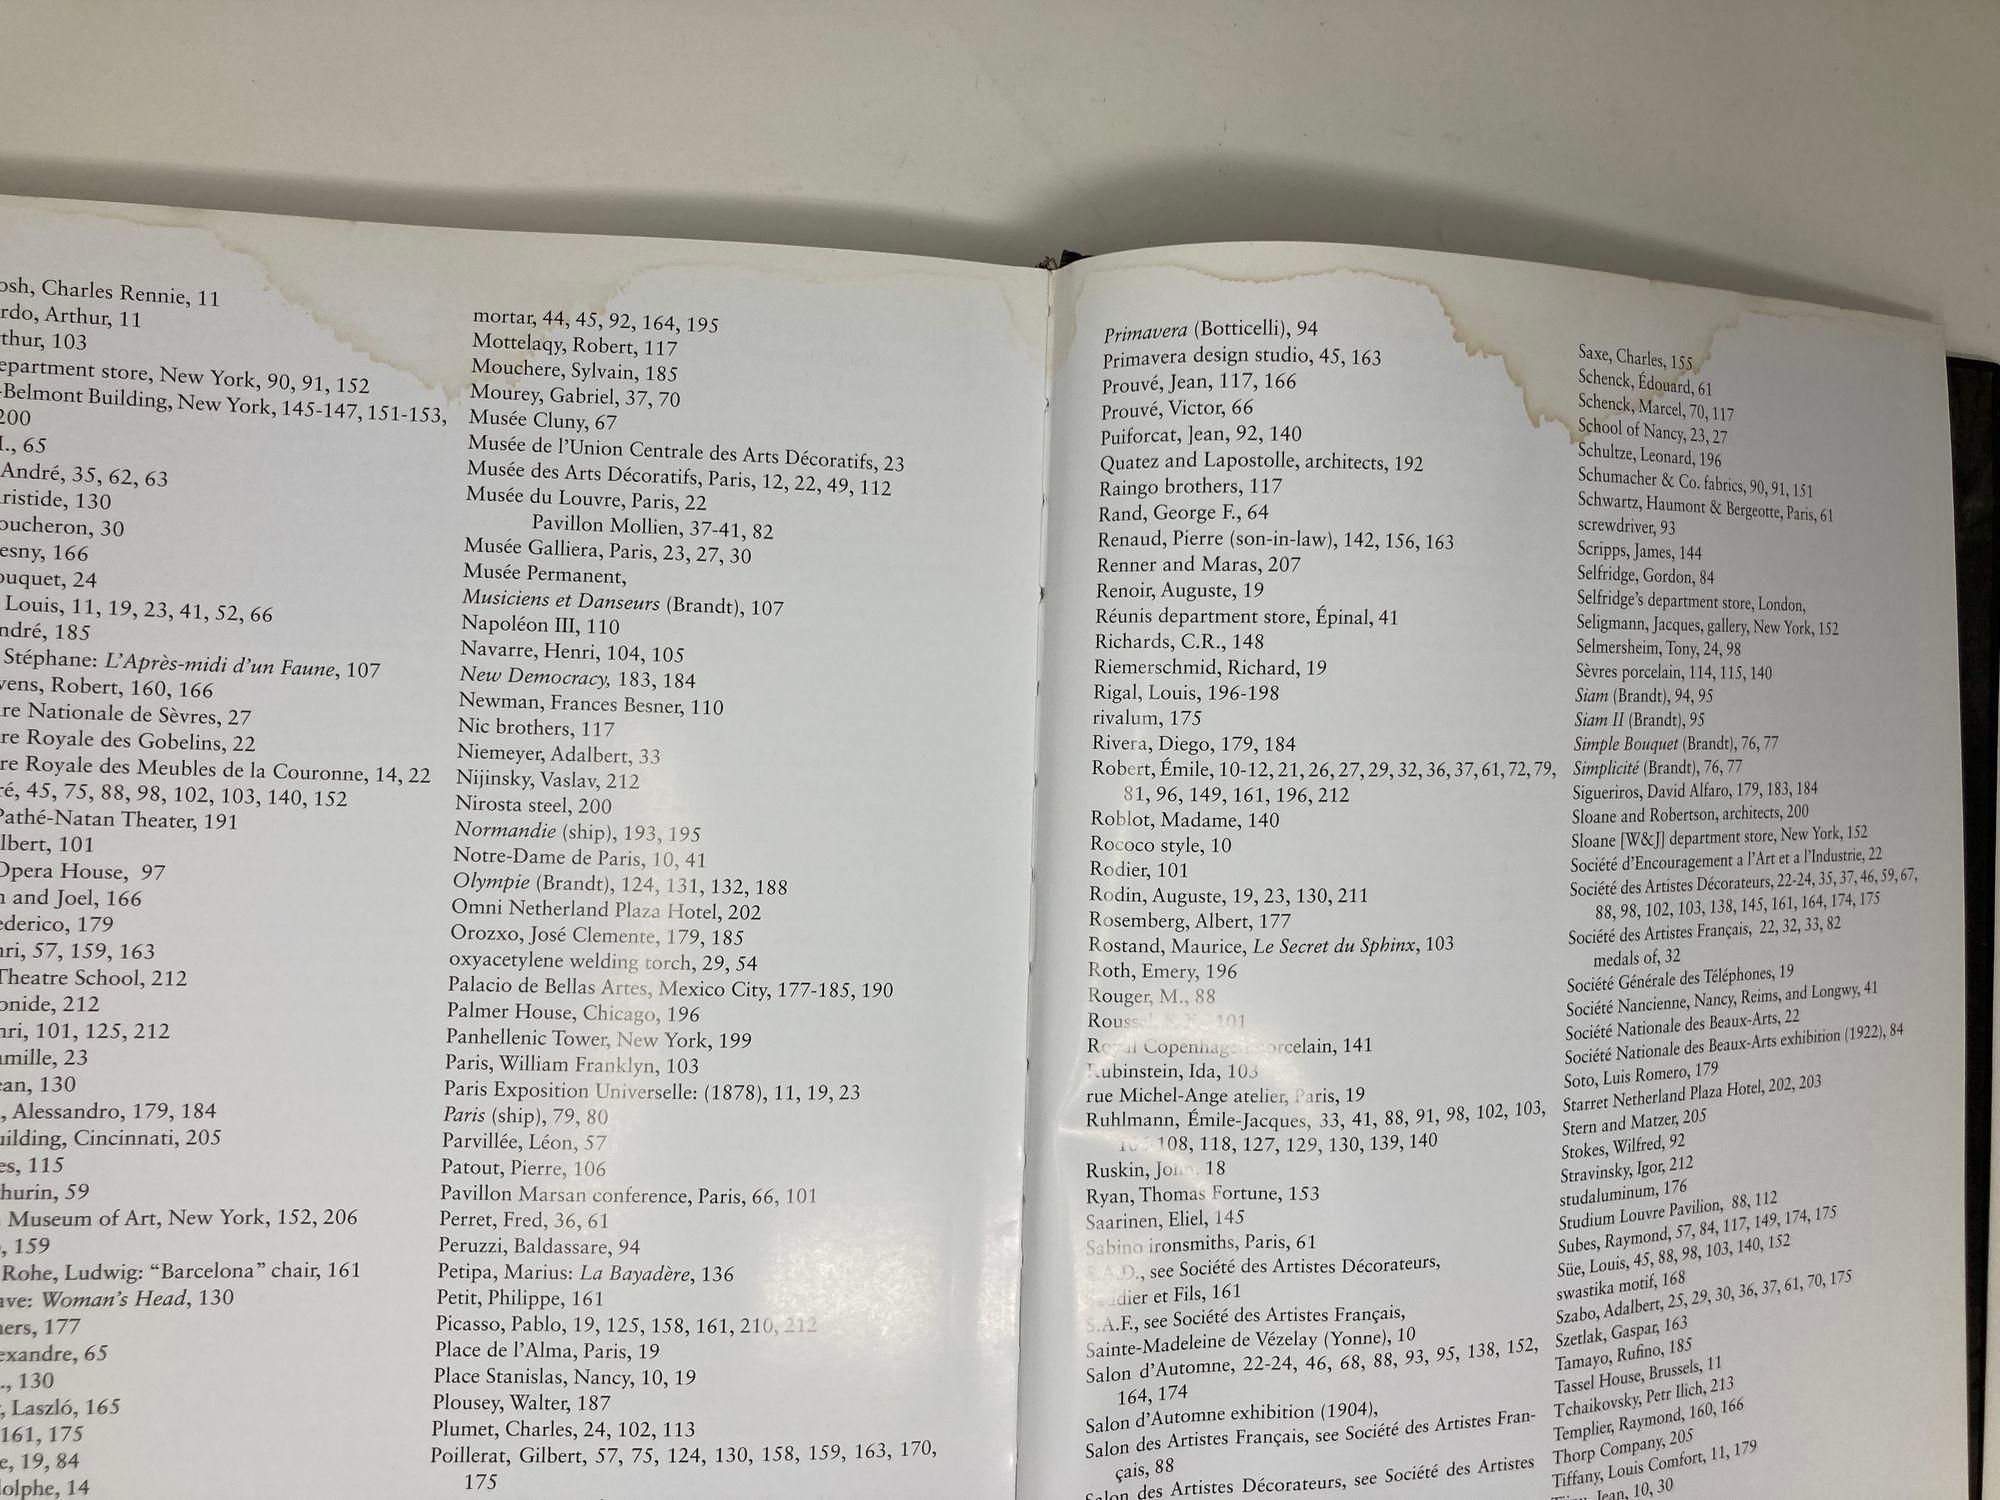 osh, Charles Rennie, 11
rdo, Arthur, 11
thur, 103
epartment store, New York, 90, 91, 152
-Belmont Building, New York, 145-147, 151-153,
200
I., 65
André, 35, 62, 63
ristide, 130
oucheron, 30
esny, 166
ouquet, 24
Louis, 11, 19, 23, 41, 52, 66
ndré, 185
Stéphane: L'Après-midi d'un Faune, 107
vens, Robert, 160, 166
re Nationale de Sèvres, 27
re Royale des Gobelins, 22
re Royale des Meubles de la Couronne, 14, 22
ré, 45, 75, 88, 98, 102, 103, 140, 152
Pathé-Natan Theater, 191
lbert, 101
Opera House, 97
n and Joel, 166
ederico, 179
nri, 57, 159, 163
Theatre School, 212
onide, 212
nri, 101, 125, 212
amille, 23
ean, 130
, Alessandro, 179, 184
uilding, Cincinnati, 205
es, 115
hurin, 59
Museum of Art, New York, 152, 206
, 159
Rohe, Ludwig: "Barcelona" chair, 161
ave: Woman's Head, 130
ners, 177
exandre, 65
., 130
, Laszló, 165
161, 175
e, 19, 84
dolphe, 14
mortar, 44, 45, 92, 164, 195
Mottelaqy, Robert, 117
Mouchere, Sylvain, 185
Mourey, Gabriel, 37, 70
Musée Cluny, 67
Musée de l'Union Centrale des Arts Décoratifs, 23
Musée des Arts Décoratifs, Paris, 12, 22, 49, 112
Musée du Louvre, Paris, 22
Pavillon Mollien, 37-41, 82
Musée Galliera, Paris, 23, 27, 30
Musée Permanent,
Musiciens et Danseurs (Brandt), 107
Napoléon III, 110
Navarre, Henri, 104, 105
New Democracy, 183, 184
Newman, Frances Besner, 110
Nic brothers, 117
Niemeyer, Adalbert, 33
Nijinsky, Vaslav, 212
Nirosta steel, 200
Normandie (ship), 193, 195
Notre-Dame de Paris, 10, 41
Olympie (Brandt), 124, 131, 132, 188
Omni Netherland Plaza Hotel, 202
Orozxo, José Clemente, 179, 185
oxyacetylene welding torch, 29, 54
Palacio de Bellas Artes, Mexico City, 177-185, 190
Palmer House, Chicago, 196
Panhellenic Tower, New York, 199
Paris, William Franklyn, 103
Paris Exposition Universelle: (1878), 11, 19, 23
Paris (ship), 79, 80
Parvillée, Léon, 57
Patout, Pierre, 106
Pavillon Marsan conference, Paris, 66, 101
Perret, Fred, 36, 61
Peruzzi, Baldassare, 94
Petipa, Marius: La Bayadère, 136
Petit, Philippe, 161
Picasso, Pablo, 19, 125, 158, 161, 210, 212
Place de l'Alma, Paris, 19
Place Stanislas, Nancy, 10, 19
Plousey, Walter, 187
Plumet, Charles, 24, 102, 113
Poillerat, Gilbert, 57, 75, 124, 130, 158, 159, 163, 170,
175
Primavera (Botticelli), 94
Primavera design studio, 45, 163
Prouvé, Jean, 117, 166
Prouvé, Victor, 66
Puiforcat, Jean, 92, 140
Quatez and Lapostolle, architects, 192
Raingo brothers, 117
Rand, George F., 64
Renaud, Pierre (son-in-law), 142, 156, 163
Renner and Maras, 207
Renoir, Auguste, 19
Réunis department store, Épinal, 41
Richards, C.R., 148
Riemerschmid, Richard, 19
Rigal, Louis, 196-198
rivalum, 175
Rivera, Diego, 179, 184
Robert, Émile, 10-12, 21, 26, 27, 29, 32, 36, 37, 61, 72, 79,
81, 96, 149, 161, 196, 212
Roblot, Madame, 140
Rococo style, 10
Rodier, 101
Rodin, Auguste, 19, 23, 130, 211
Rosemberg, Albert, 177
Rostand, Maurice, Le Secret du Sphinx, 103
Roth, Emery, 196
Rouger, M., 88
101
Royal Copenhagen porcelain, 141
Rubinstein, Ida, 103
rue Michel-Ange atelier, Paris, 19
Ruhlmann, Émile-Jacques, 33, 41, 88, 91, 98, 102, 103,
108, 118, 127, 129, 130, 139, 140
Ruskin, John, 18
Ryan, Thomas Fortune, 153
Saarinen, Eliel, 145
Sabino ironsmiths, Paris, 61
S.A.D., see Société des Artistes Décorateurs,
et Fils, 161
S.A.F., see Société des Artistes Français,
Sainte-Madeleine de Vézelay (Yonne), 10
Salon d'Automne, 22-24, 46, 68, 88, 93, 95, 138, 152,
164, 174
Salon d'Automne exhibition (1904),
Salon des Artistes Français, see Société des Artistes Fran-
çais, 88
Salon des Artistes Décorateurs, see Société des Artistes
Saxe, Charles, 155
Schenck, Édouard, 61
Schenck, Marcel, 70, 117
School of Nancy, 23, 27
Schultze, Leonard, 196
Schumacher & Co. fabrics, 90, 91, 151
Schwartz, Haumont & Bergeotte, Paris, 61
screwdriver, 93
Scripps, James, 144
Selfridge, Gordon, 84
Selfridge's department store, London,
Seligmann, Jacques, gallery, New York, 152
Selmersheim, Tony, 24, 98
Sèvres porcelain, 114, 115, 140
Siam (Brandt), 94, 95
Siam II (Brandt), 95
Simple Bouquet (Brandt), 76, 77
Simplicité (Brandt), 76, 77
Sigueriros, David Alfaro, 179, 183, 184
Sloane and Robertson, architects, 200
Sloane [W&J] department store, New York, 152
Société d'Encouragement a l'Art et a l'Industrie, 22
Société des Artistes Décorateurs, 22-24, 35, 37, 46, 59, 67,
88, 98, 102, 103, 138, 145, 161, 164, 174, 175
Société des Artistes Français, 22, 32, 33, 82
medals of, 32
Société Générale des Téléphones, 19
Société Nancienne, Nancy, Reims, and Longwy, 41
Société Nationale des Beaux-Arts, 22
Société Nationale des Beaux-Arts exhibition (1922), 84
Soto, Luis Romero, 179
Starret Netherland Plaza Hotel, 202, 203
Stern and Matzer, 205
Stokes, Wilfred, 92
Stravinsky, Igor, 212
studaluminum, 176
Studium Louvre Pavilion, 88, 112
Subes, Raymond, 57, 84, 117, 149, 174, 175
Süe, Louis, 45, 88, 98, 103, 140, 152
swastika motif, 168
Szabo, Adalbert, 25, 29, 30, 36, 37, 61, 70, 175
Szetlak, Gaspar, 163
Tamayo, Rufino, 185
Tassel House, Brussels, 11
Tchaikovsky, Petr Ilich, 213
Templier, Raymond, 160, 166
Thorp Company, 205
Tiffany, Louis Comfort, 11, 179
Jean, 10, 30